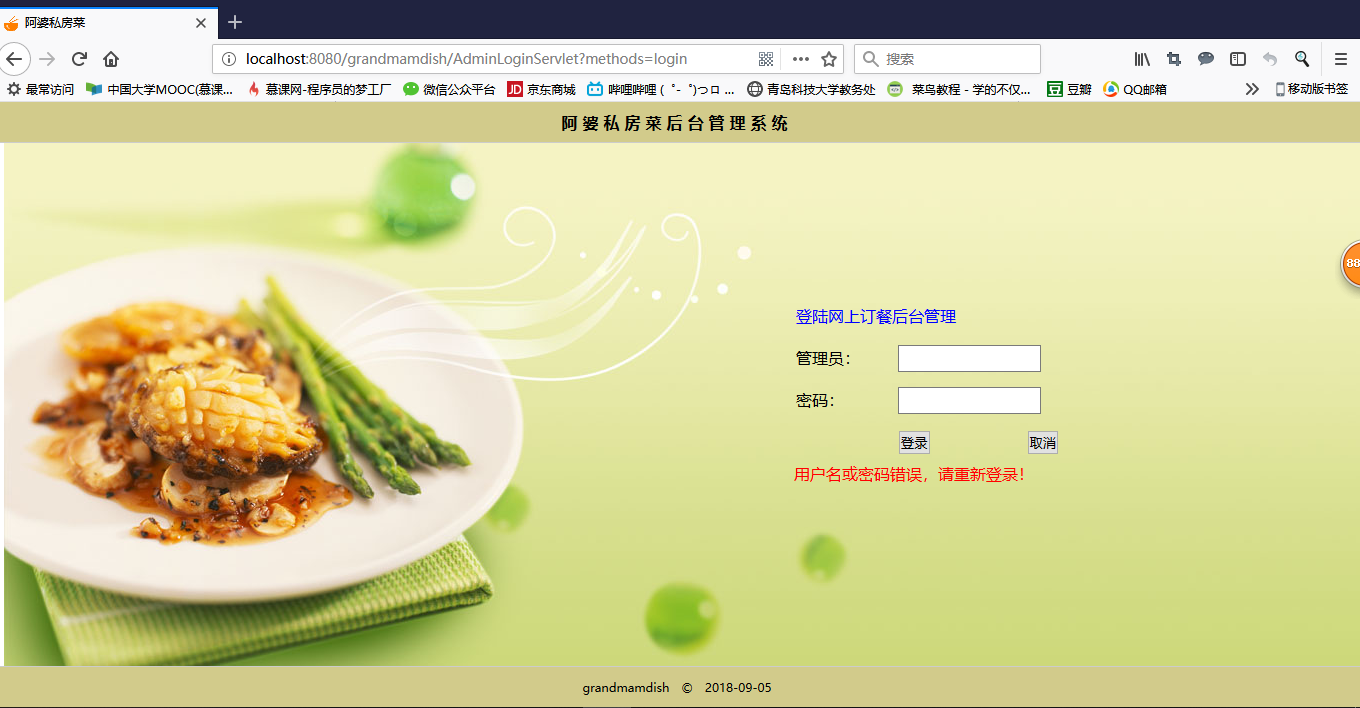 阿婆私房菜
localhost:8080/grandmamdish/AdminLoginServlet?methods=login
搜索
最常访问 中国大学MOOC(慕课... 慕课网-程序员的梦工厂 微信公众平台 JD 京东商城 哔哩哔哩 ( ゜- ゜)つロ ... 青岛科技大学教务处 菜鸟教程 - 学的不仅... 豆 豆瓣 QQ邮箱 移动版书签
阿婆私房菜后台管理系统
88
登陆网上订餐后台管理
管理员：
密码：
登录 取消
用户名或密码错误，请重新登录！
grandmamdish © 2018-09-05